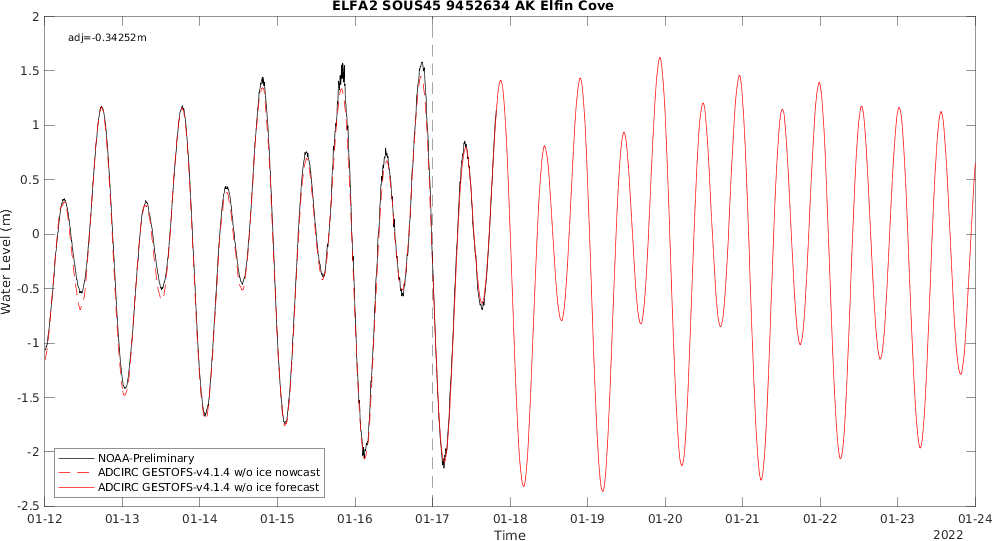 ELFA2 SOUS45 9452634 AK Elfin Cove
adj=-0.34252m
Water Level (m)
2
1.5
1
0.5
0
-0.5
-1
-1.5
-2
-2.5
NOAA-Preliminary
ADCIRC GESTOFS-v4.1.4 w/o ice nowcast
ADCIRC GESTOFS-v4.1.4 w/o ice forecast
01-12 01-13 01-14 01-15 01-16 01-17 01-18 01-19 01-20 01-21 01-22 01-23 01-24
Time
2022